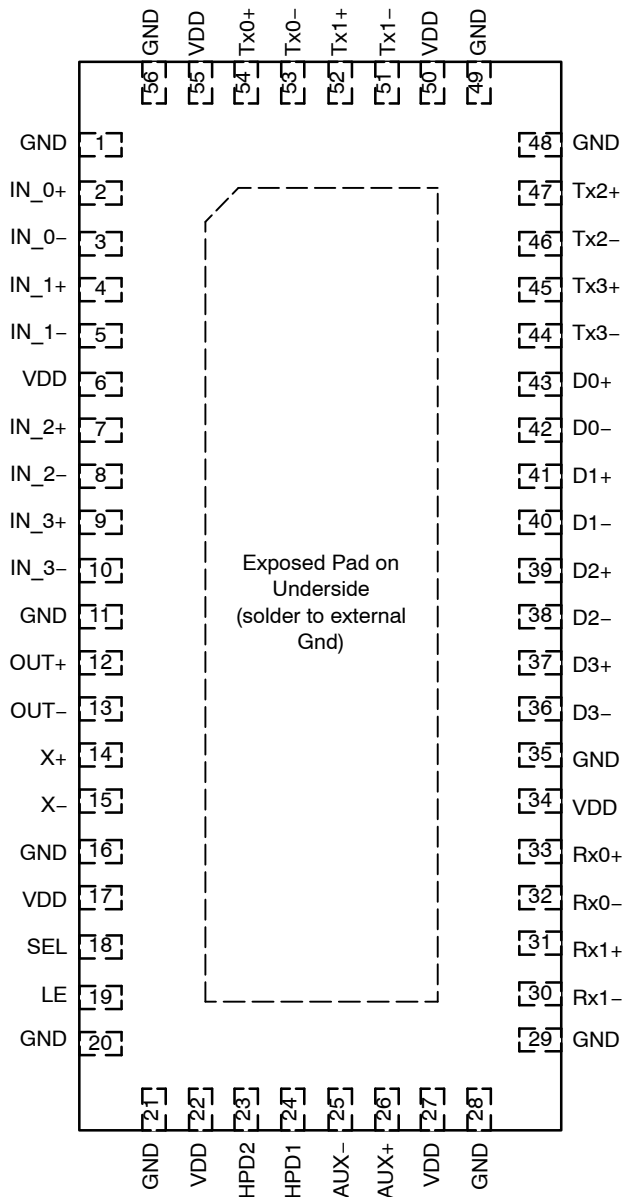 GND VDD Tx0+ Tx0− Tx1+ Tx1− VDD GND
56 55 54 53 52 51 50 49
GND 1 48 GND
IN_0+ 2 47 Tx2+
IN_0− 3 46 Tx2−
IN_1+ 4 45 Tx3+
IN_1− 5 44 Tx3−
VDD 6 43 D0+
IN_2+ 7 42 D0−
IN_2− 8 41 D1+
IN_3+ 9 40 D1−
IN_3− 10 39 D2+
GND 11 38 D2−
OUT+ 12 37 D3+
OUT− 13 36 D3−
X+ 14 35 GND
X− 15 34 VDD
GND 16 33 Rx0+
VDD 17 32 Rx0−
SEL 18 31 Rx1+
LE 19 30 Rx1−
GND 20 29 GND
Exposed Pad on
Underside
(solder to external
Gnd)
21 22 23 24 25 26 27 28
GND VDD HPD2 HPD1 AUX− AUX+ VDD GND